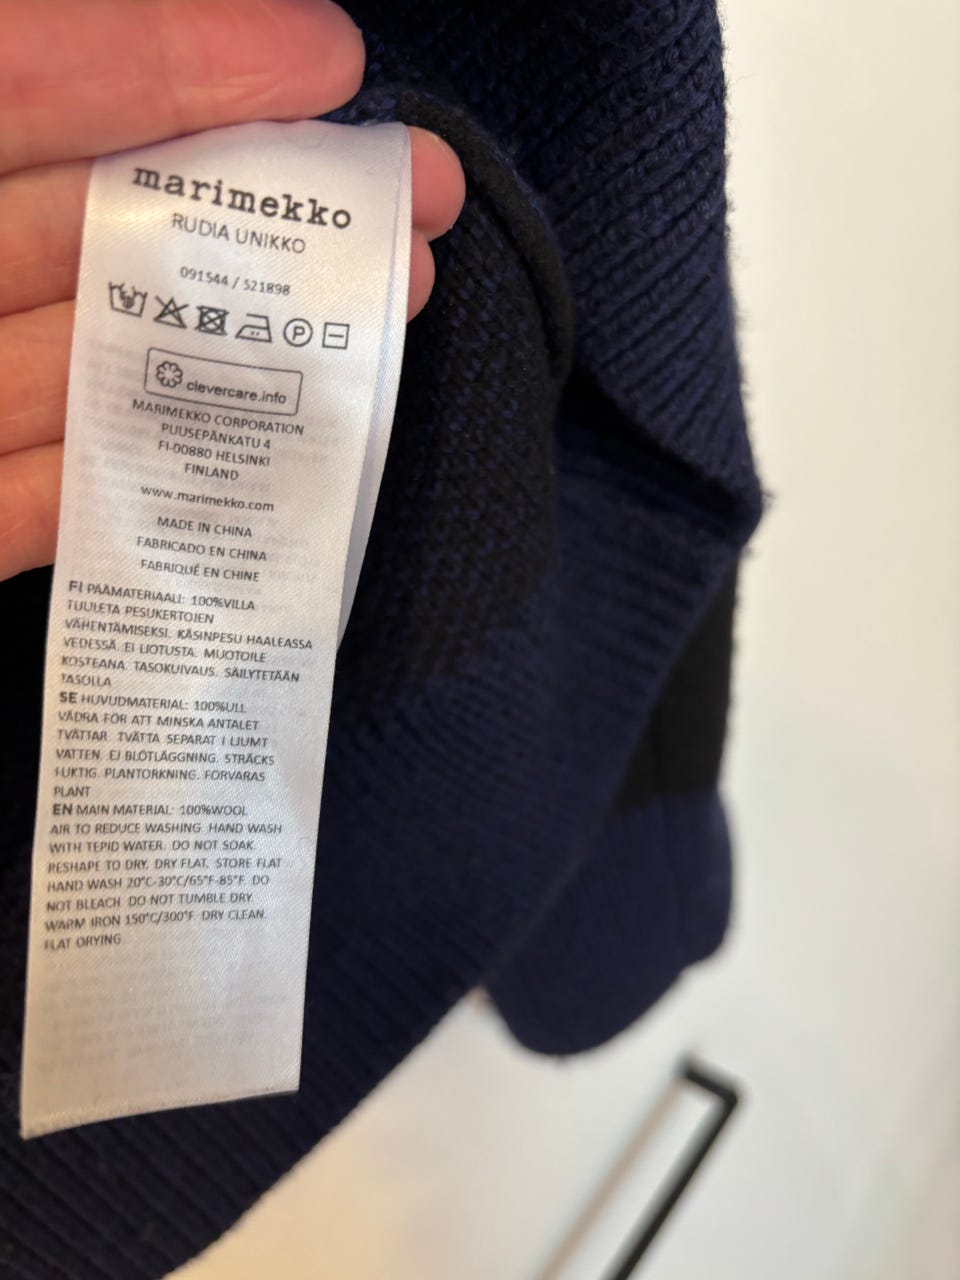 marimekko
RUDIA UNIKKO
091544 / 521898
P
clevercare.info
MARIMEKKO CORPORATION
PUUSEPÄNKATU 4
FI-00880 HELSINKI
FINLAND
www.marimekko.com
MADE IN CHINA
FABRICADO EN CHINA
FABRIQUÉ EN CHINE
FI PÄÄMATERIAALI: 100%VILLA
TUULETA PESUKERTOJEN
VÄHENTÄMISEKSI. KÄSINPESU HAALEASSA
VEDESSÄ. EI LIOTUSTA. MUOTOILE
KOSTEANA. TASOKUIVAUS. SÄILYTETÄÄN
TASOLLA
SE HUVUDMATERIAL: 100%ULL
VÄDRA FÖR ATT MINSKA ANTALET
TVÄTTAR. TVÄTTA SEPARAT I LJUMT
VATTEN. EJ BLÖTLÄGGNING. STRÄCKS
FUKTIG. PLANTORKNING. FÖRVARAS
PLANT
EN MAIN MATERIAL: 100%WOOL
AIR TO REDUCE WASHING. HAND WASH
WITH TEPID WATER. DO NOT SOAK.
RESHAPE TO DRY. DRY FLAT. STORE FLAT
HAND WASH 20°C-30°C/65°F-85°F. DO
NOT BLEACH. DO NOT TUMBLE DRY.
WARM IRON 150°C/300°F. DRY CLEAN.
FLAT DRYING